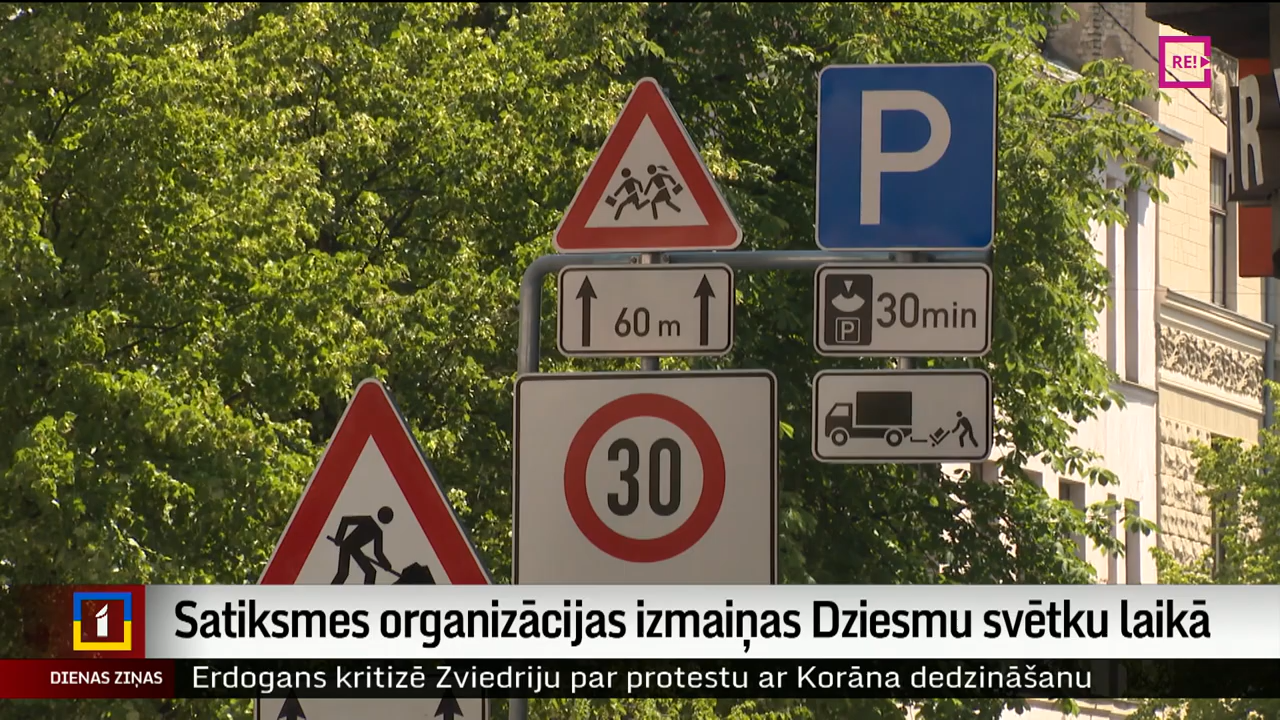 RE!
R
P
60 m
P 30min
30
1
Satiksmes organizācijas izmaiņas Dziesmu svētku laikā
DIENAS ZIŅAS
Erdogans kritizē Zviedriju par protestu ar Korāna dedzināšanu